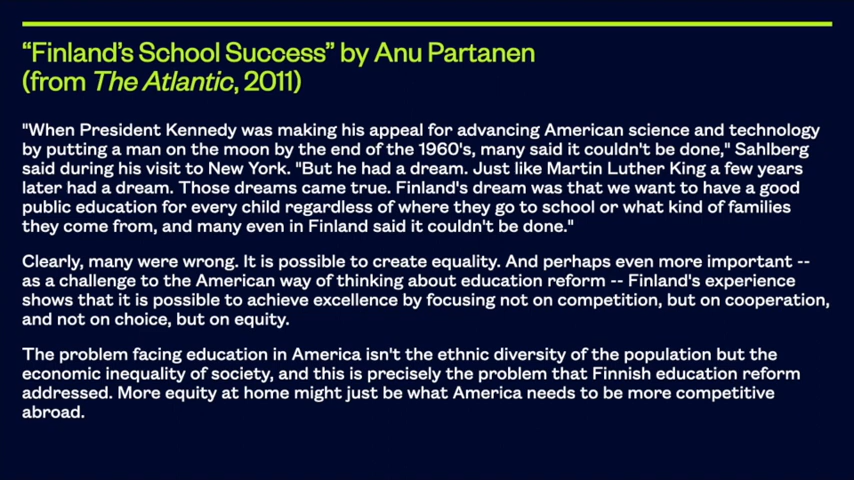 “Finland’s School Success” by Anu Partanen
(from The Atlantic, 2011)
"When President Kennedy was making his appeal for advancing American science and technology
by putting a man on the moon by the end of the 1960's, many said it couldn't be done," Sahlberg
said during his visit to New York. "But he had a dream. Just like Martin Luther King a few years
later had a dream. Those dreams came true. Finland's dream was that we want to have a good
public education for every child regardless of where they go to school or what kind of families
they come from, and many even in Finland said it couldn't be done."
Clearly, many were wrong. It is possible to create equality. And perhaps even more important --
as a challenge to the American way of thinking about education reform -- Finland's experience
shows that it is possible to achieve excellence by focusing not on competition, but on cooperation,
and not on choice, but on equity.
The problem facing education in America isn't the ethnic diversity of the population but the
economic inequality of society, and this is precisely the problem that Finnish education reform
addressed. More equity at home might just be what America needs to be more competitive
abroad.